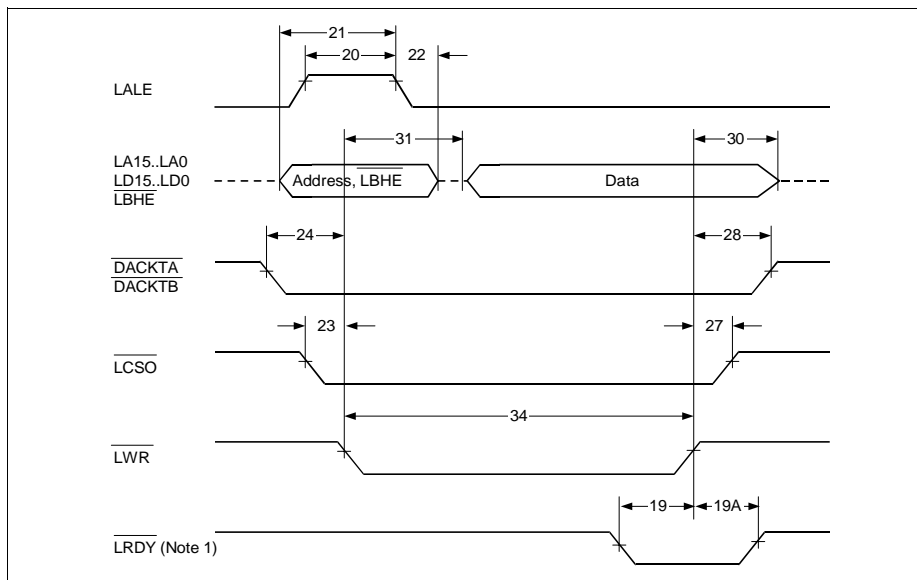 21
20
22
LALE
31
30
LA15..LA0
LD15..LD0
LBHE
Address, LBHE
Data
24
28
DACKTA
DACKTB
23
27
LCSO
34
LWR
19
19A
LRDY (Note 1)